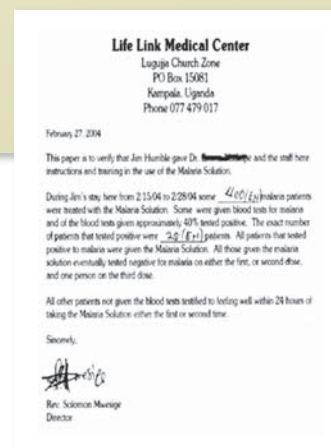 Life Link Medical Center
Lugujja Church Zone
PO Box 15081
Kampala, Uganda
Phone 077 479 017
February 27, 2004
This paper is to verify that Jim Humble gave Dr. and the staff here
instructions and training in the use of the Malaria Solution.
During Jim's stay here from 2:15:04 to 2/28/04 some 400/ malaria patients
were treated with the Malaria Solution. Some were given blood tests for malaria
and of the blood tests given approximately 40% tested positive. The exact number
of patients that tested positive were patients. All patients that tested
positive to malaria were given the Malaria Solution. All those given the malaria
solution eventually tested negative for malaria on either the first, or second dose,
and one person on the third dose.
All other patients not given the blood tests testified to feeling well within 24 hours of
taking the Malaria Solution either the first or second time.
Sincerely,
Rev. Solomon Mwesige
Director